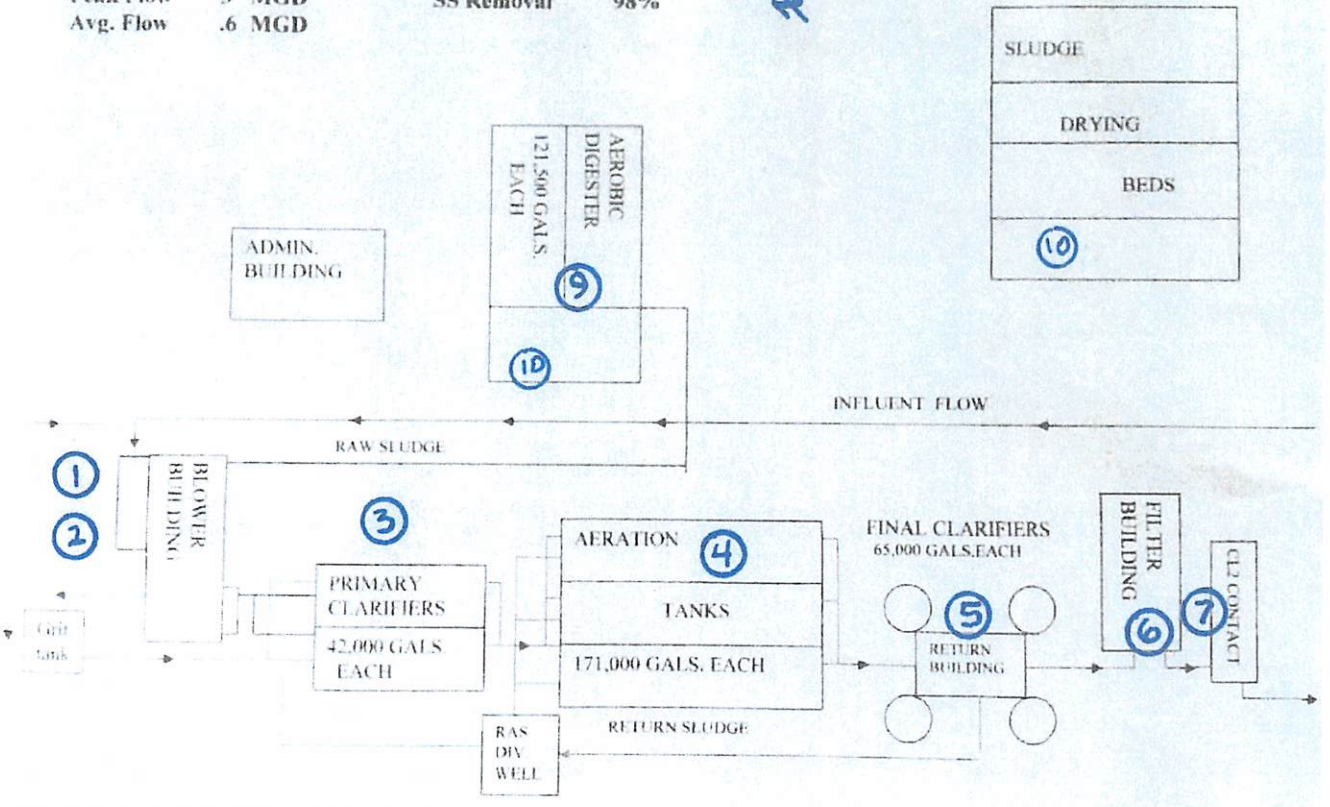 SS Removal 98%
Avg. Flow .6 MGD
SLUDGE
DRYING
BEDS
10
AEROBIC
DIGESTER
121,500 GALS.
EACH
9
10
ADMIN.
BUILDING
INFLUENT FLOW
RAW SLUDGE
1
2
BLOWER
BUILDING
3
PRIMARY
CLARIFIERS
42,000 GALS
EACH
Grit
tank
AERATION
4
TANKS
171,000 GALS. EACH
FINAL CLARIFIERS
65,000 GALS.EACH
5
RETURN
BUILDING
FILTER
BUILDING
6
7
CL2 CONTACT
RETURN SLUDGE
RAS
DIV
WELL